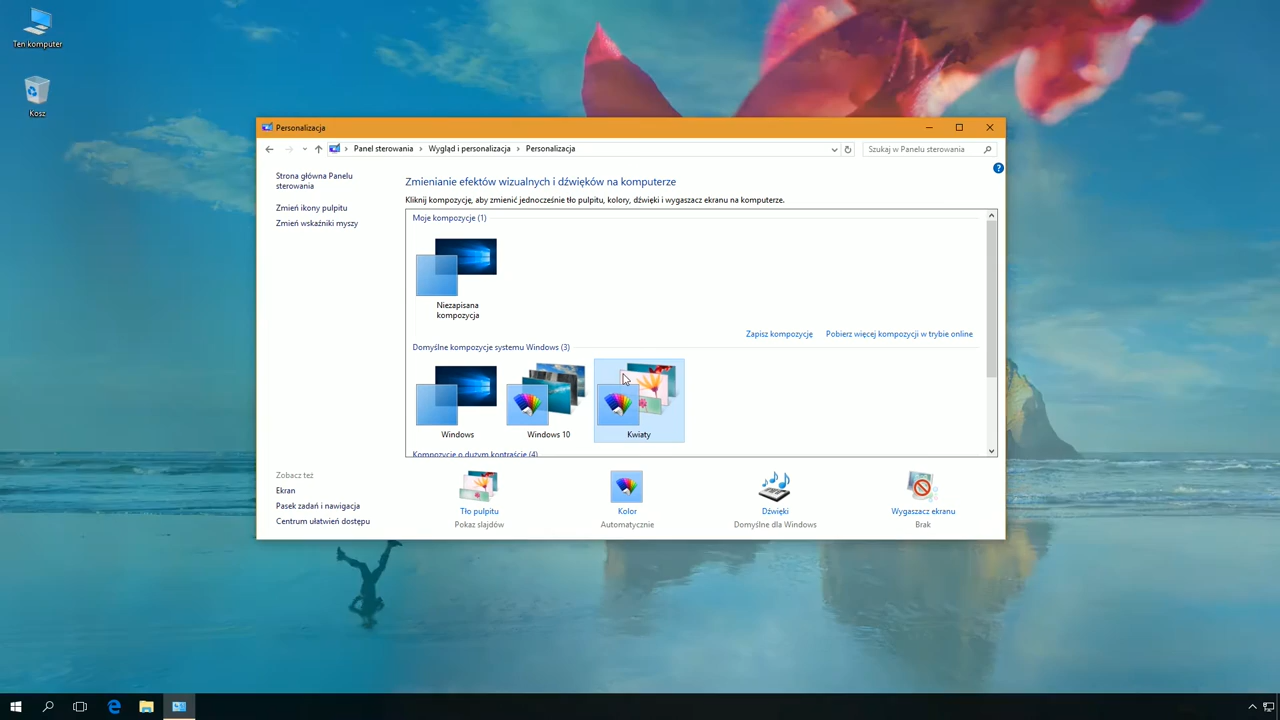 Ten komputer
Kosz
Personalizacja
Panel sterowania
Wygląd i personalizacja
Personalizacja
Szukaj w Panelu sterowania
Strona główna Panelu
sterowania
Zmień ikony pulpitu
Zmień wskaźniki myszy
Zmienianie efektów wizualnych i dźwięków na komputerze
Kliknij kompozycję, aby zmienić jednocześnie tło pulpitu, kolory, dźwięki i wygaszacz ekranu na komputerze.
Moje kompozycje (1)
Niezapisana
kompozycja
Zapisz kompozycję
Pobierz więcej kompozycji w trybie online
Domyślne kompozycje systemu Windows (3)
Windows
Windows 10
Kwiaty
Kompozycje o dużym kontraście (4)
Zobacz też
Ekran
Pasek zadań i nawigacja
Centrum ułatwień dostępu
Tło pulpitu
Pokaz slajdów
Kolor
Automatycznie
Dźwięki
Domyślne dla Windows
Wygaszacz ekranu
Brak